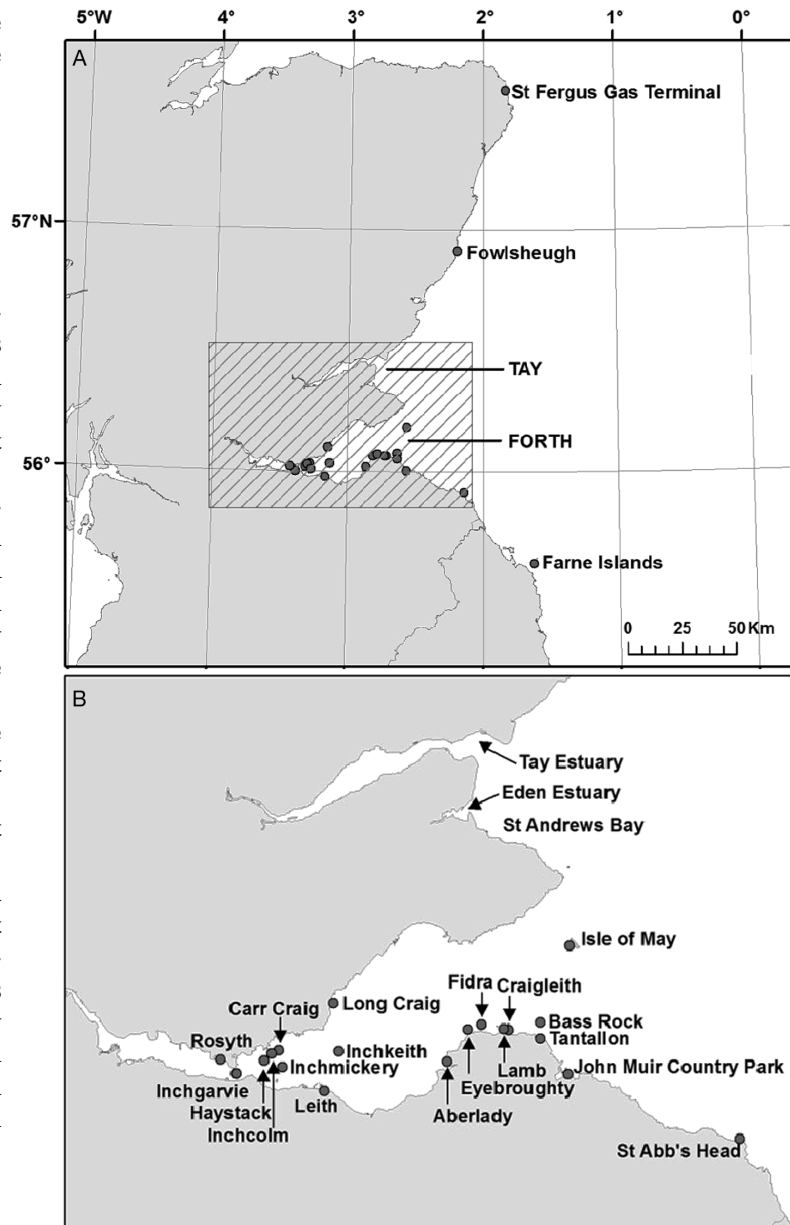 5°W 4° 3° 2° 1° 0°
A
St Fergus Gas Terminal
57°N
Fowlsheugh
TAY
FORTH
56°
Farne Islands
0 25 50 Km
B
Tay Estuary
Eden Estuary
St Andrews Bay
Isle of May
Fidra Craigleith
Carr Craig Long Craig
Bass Rock
Rosyth Inchkeith Tantallon
Inchmickery Lamb John Muir Country Park
Inchgarvie Eyebroughty
Haystack Leith
Aberlady
Inchcolm
St Abb's Head